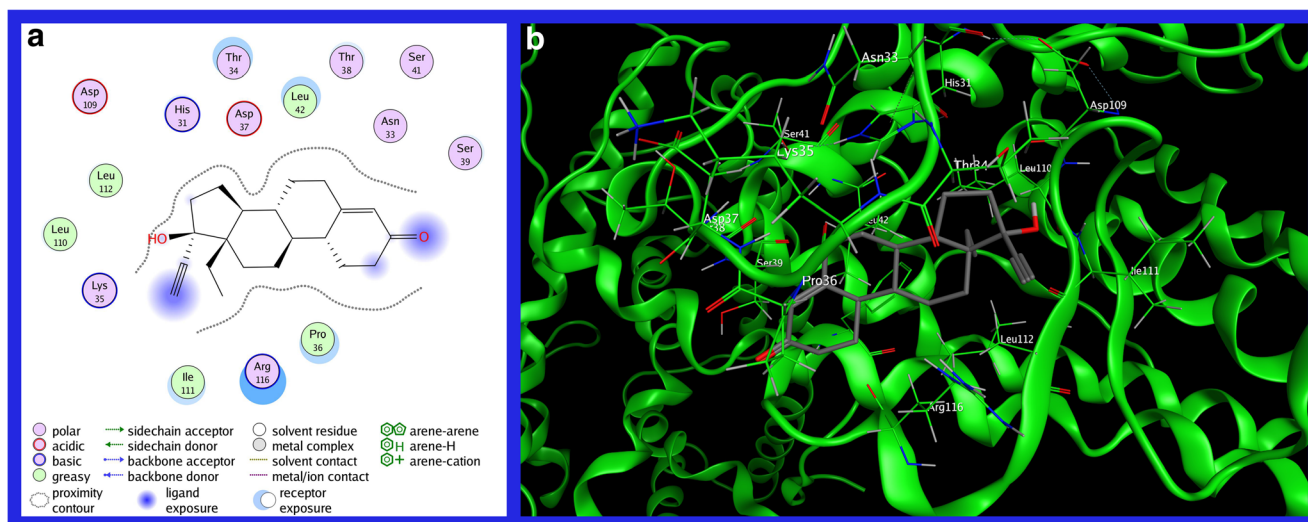 a
Thr
34
Thr
38
Ser
41
Asp
109
His
31
Asp
37
Leu
42
Asn
33
Ser
39
Leu
112
Leu
110
HO
O
Lys
35
Pro
36
Arg
116
Ile
111
polar
acidic
basic
greasy
proximity
contour
sidechain acceptor
sidechain donor
backbone acceptor
backbone donor
ligand
exposure
solvent residue
metal complex
solvent contact
metal/ion contact
receptor
exposure
arene-arene
H arene-H
+ arene-cation
b
Asn33
His31
Asp109
Ser41
Lys35
Thr34
Leu110
Asp37
Ser39
Pro36
Ile111
Leu112
Arg116